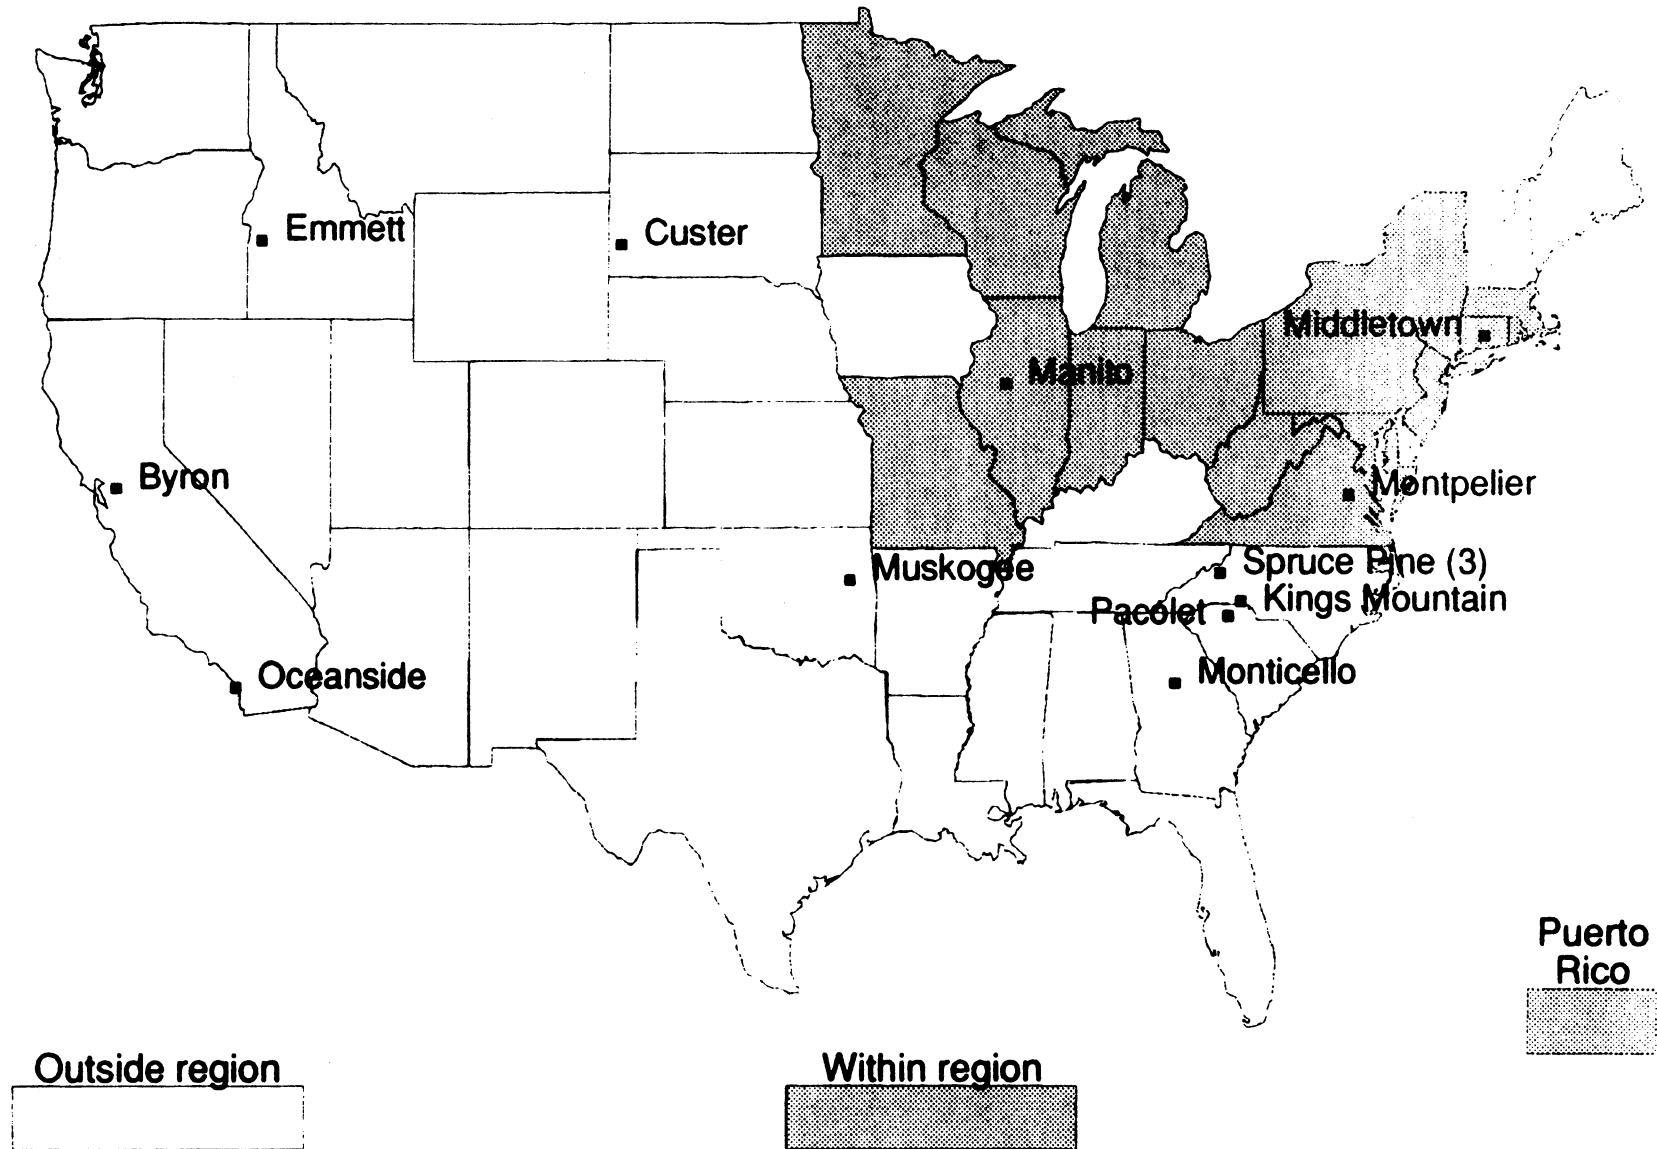 Emmett
Custer
Middletown
Manito
Byron
Montpelier
Muskogee
Spruce Pine (3)
Kings Mountain
Pacolet
Oceanside
Monticello
Puerto
Rico
Outside region
Within region